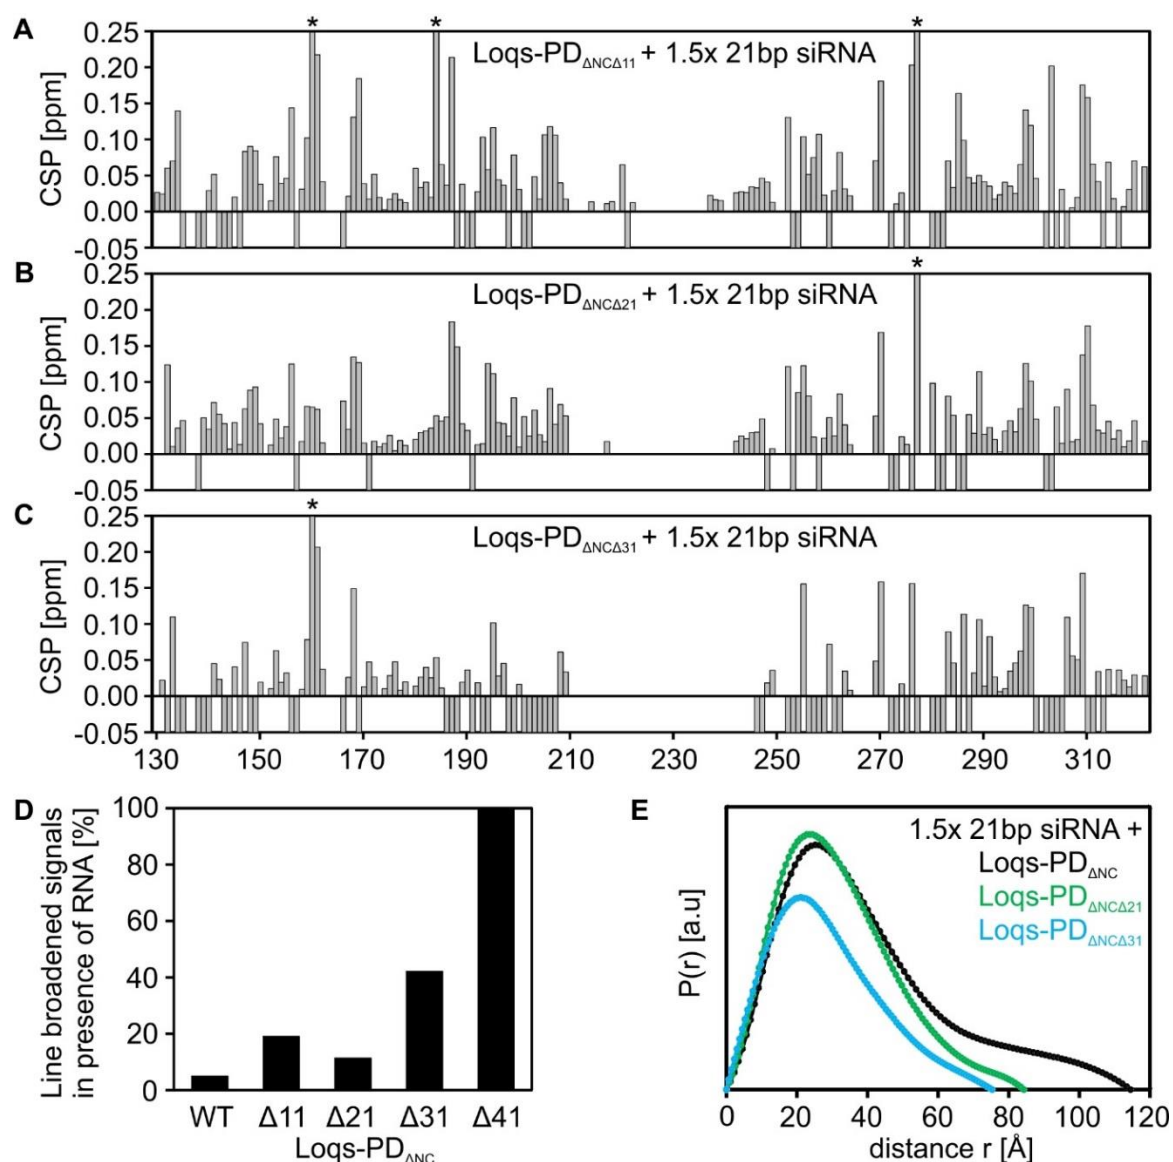 A
*
*
*
0.25
Loqs-PDΔNCΔ11 + 1.5x 21bp siRNA
0.20
0.15
0.10
0.05
0.00
-0.05
CSP [ppm]
B
*
0.25
Loqs-PDΔNCΔ21 + 1.5x 21bp siRNA
0.20
0.15
0.10
0.05
0.00
-0.05
CSP [ppm]
C
*
0.25
Loqs-PDΔNCΔ31 + 1.5x 21bp siRNA
0.20
0.15
0.10
0.05
0.00
-0.05
CSP [ppm]
130 150 170 190 210 230 250 270 290 310
D
Line broadened signals
in presence of RNA [%]
100
80
60
40
20
0
WT Δ11 Δ21 Δ31 Δ41
Loqs-PDΔNC
E
1.5x 21bp siRNA +
Loqs-PDΔNC
Loqs-PDΔNCΔ21
Loqs-PDΔNCΔ31
P(r) [a.u]
0 20 40 60 80 100 120
distance r [Å]